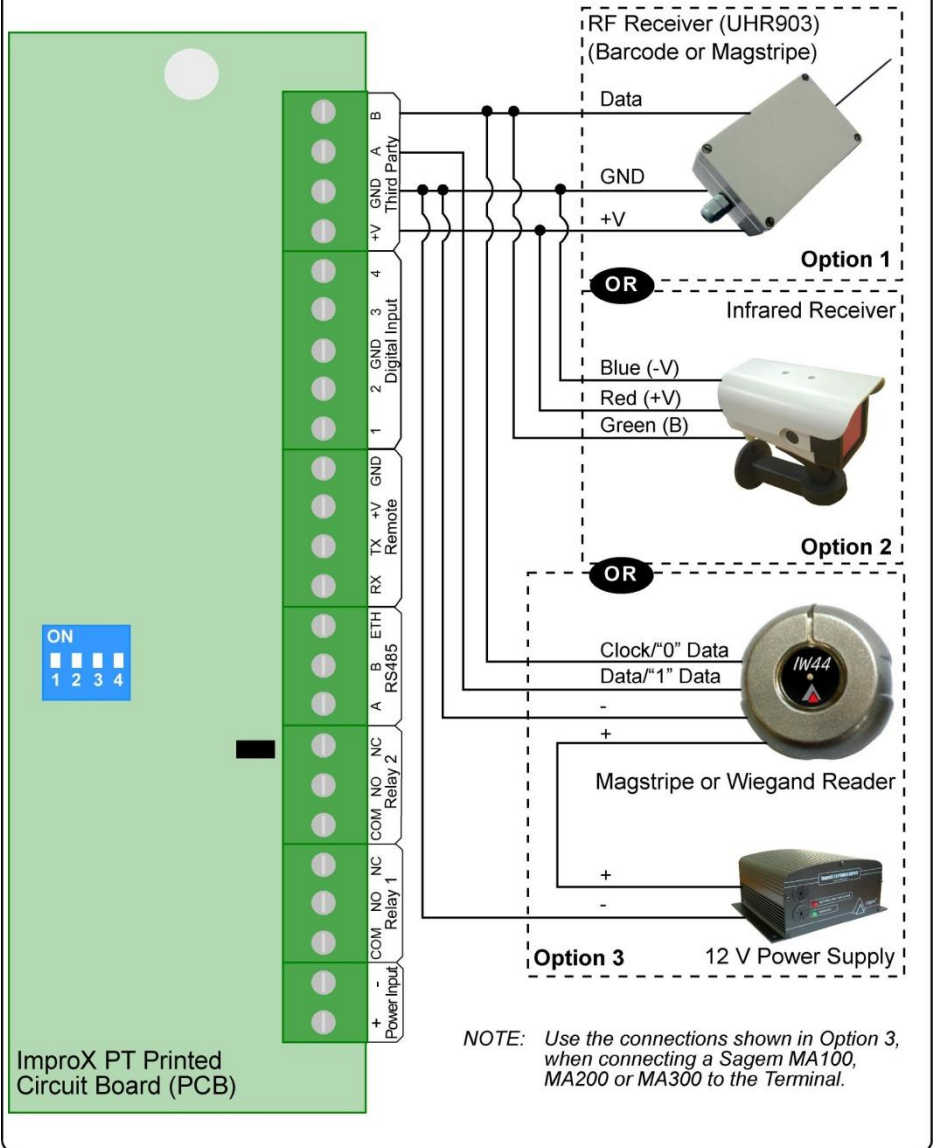 RF Receiver (UHR903)
(Barcode or Magstripe)
Data
GND
+V
Option 1
OR
Infrared Receiver
Blue (-V)
Red (+V)
Green (B)
Option 2
OR
Clock/“0” Data
Data/“1” Data
-
+
IW44
Magstripe or Wiegand Reader
+
-
Option 3
12 V Power Supply
B
A
GND
+V
Third Party
4
3
GND
2
1
Digital Input
GND
+V
TX
RX
Remote
ETH
B
A
RS485
NC
NO
COM
Relay 2
NC
NO
COM
Relay 1
-
+
Power Input
ON
1 2 3 4
ImproX PT Printed
Circuit Board (PCB)
NOTE: Use the connections shown in Option 3,
when connecting a Sagem MA100,
MA200 or MA300 to the Terminal.